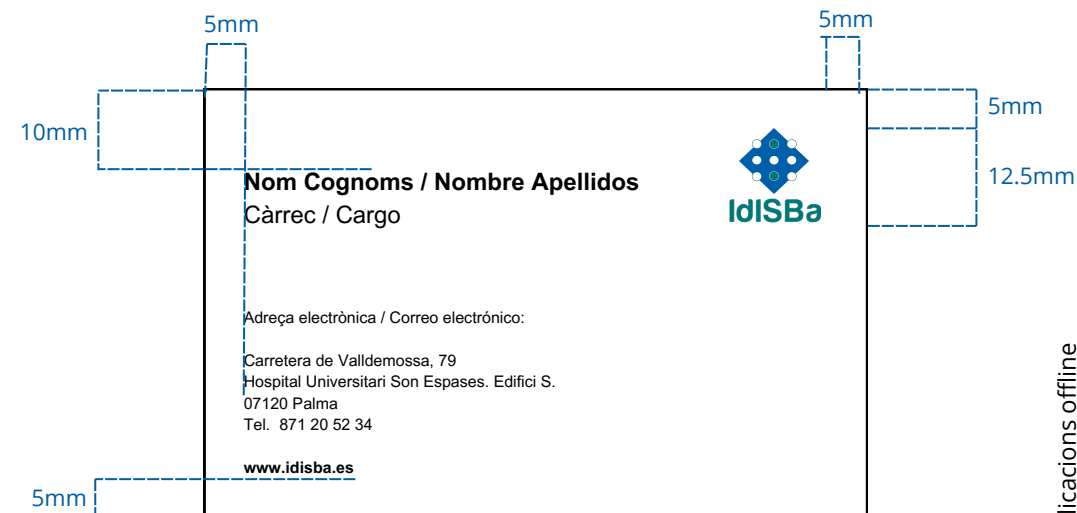 5mm
5mm
5mm
10mm
12.5mm
Nom Cognoms / Nombre Apellidos
Càrrec / Cargo
IdISBa
Adreça electrònica / Correo electrónico:
Carretera de Valldemossa, 79
Hospital Universitari Son Espases. Edifici S.
07120 Palma
Tel. 871 20 52 34
www.idisba.es
5mm
offline